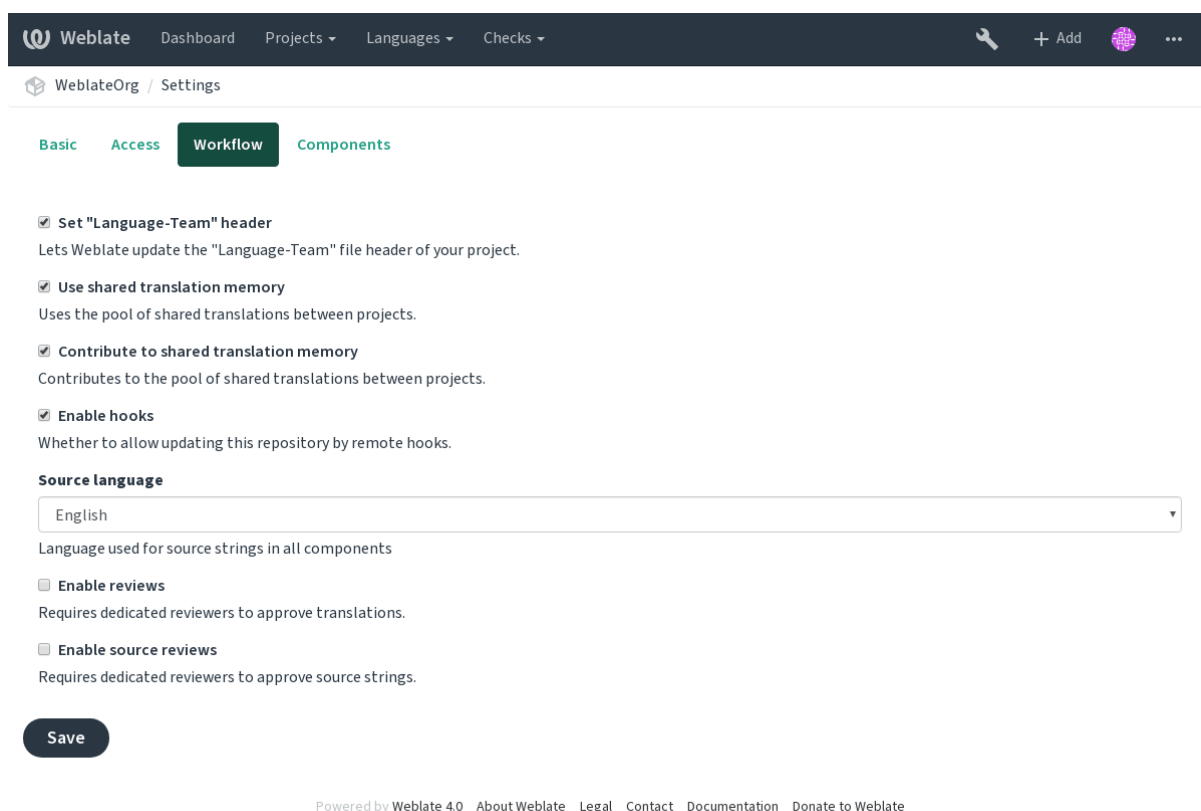 Weblate Dashboard Projects Languages Checks Add
WeblateOrg / Settings
Basic Access Workflow Components
Set "Language-Team" header
Lets Weblate update the "Language-Team" file header of your project.
Use shared translation memory
Uses the pool of shared translations between projects.
Contribute to shared translation memory
Contributes to the pool of shared translations between projects.
Enable hooks
Whether to allow updating this repository by remote hooks.
Source language
English
Language used for source strings in all components
Enable reviews
Requires dedicated reviewers to approve translations.
Enable source reviews
Requires dedicated reviewers to approve source strings.
Save
Powered by Weblate 4.0 About Weblate Legal Contact Documentation Donate to Weblate